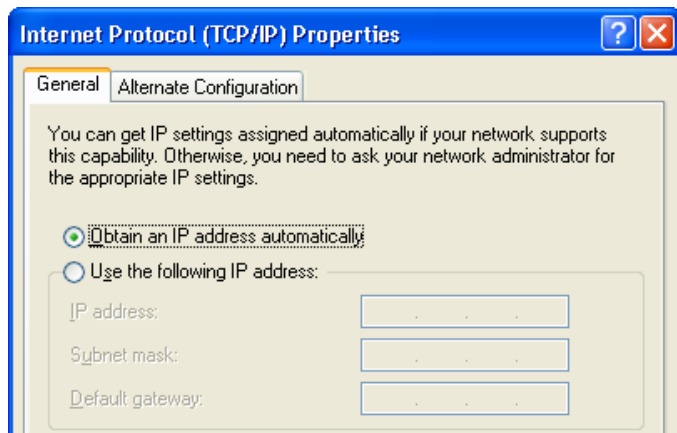 Internet Protocol (TCP/IP) Properties
General
Alternate Configuration
You can get IP settings assigned automatically if your network supports
this capability. Otherwise, you need to ask your network administrator for
the appropriate IP settings.
Obtain an IP address automatically
Use the following IP address:
IP address:
Subnet mask:
Default gateway: